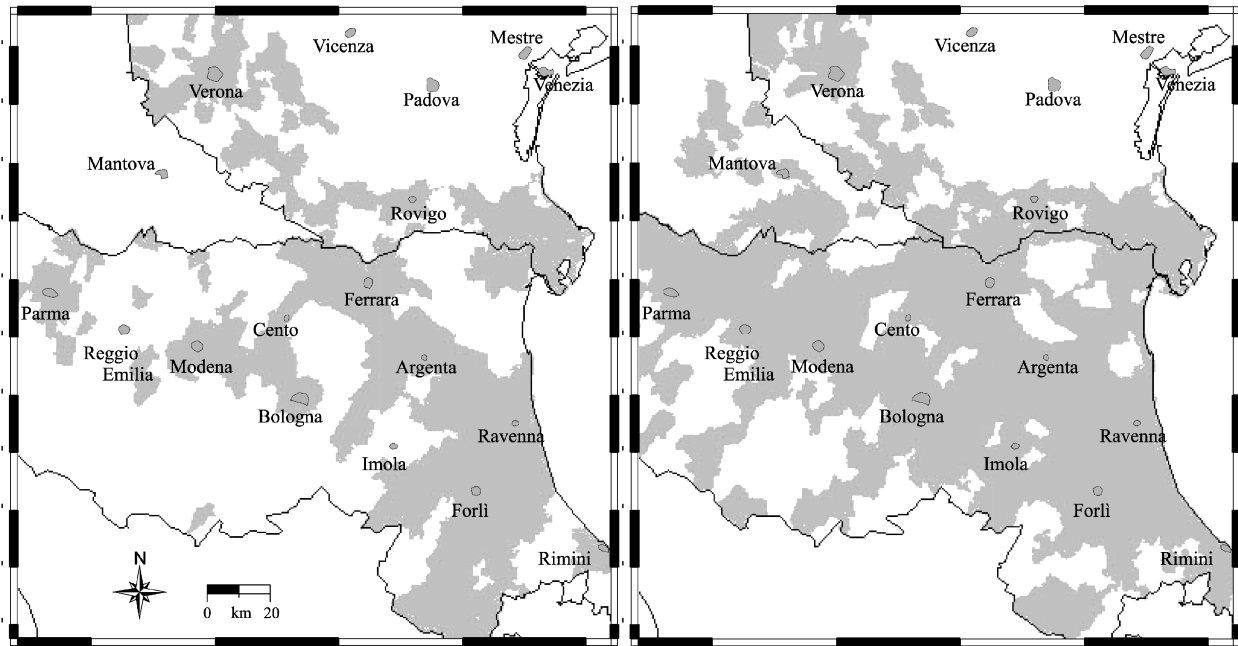 Vicenza
Mestre
Verona
Padova
Venezia
Mantova
Rovigo
Parma
Ferrara
Cento
Reggio
Emilia
Modena
Argenta
Bologna
Ravenna
Imola
Forlì
Rimini
N
0 km 20
Vicenza
Mestre
Verona
Padova
Venezia
Mantova
Rovigo
Parma
Ferrara
Cento
Reggio
Emilia
Modena
Argenta
Bologna
Ravenna
Imola
Forlì
Rimini